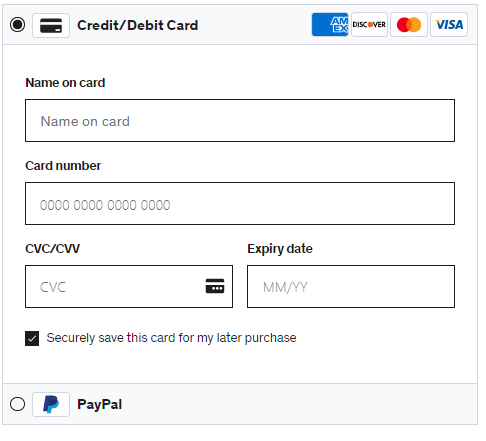 Credit/Debit Card AM EX DISCOVER VISA
Name on card
Name on card
Card number
0000 0000 0000 0000
CVC/CVV Expiry date
CVC MM/YY
Securely save this card for my later purchase
PayPal